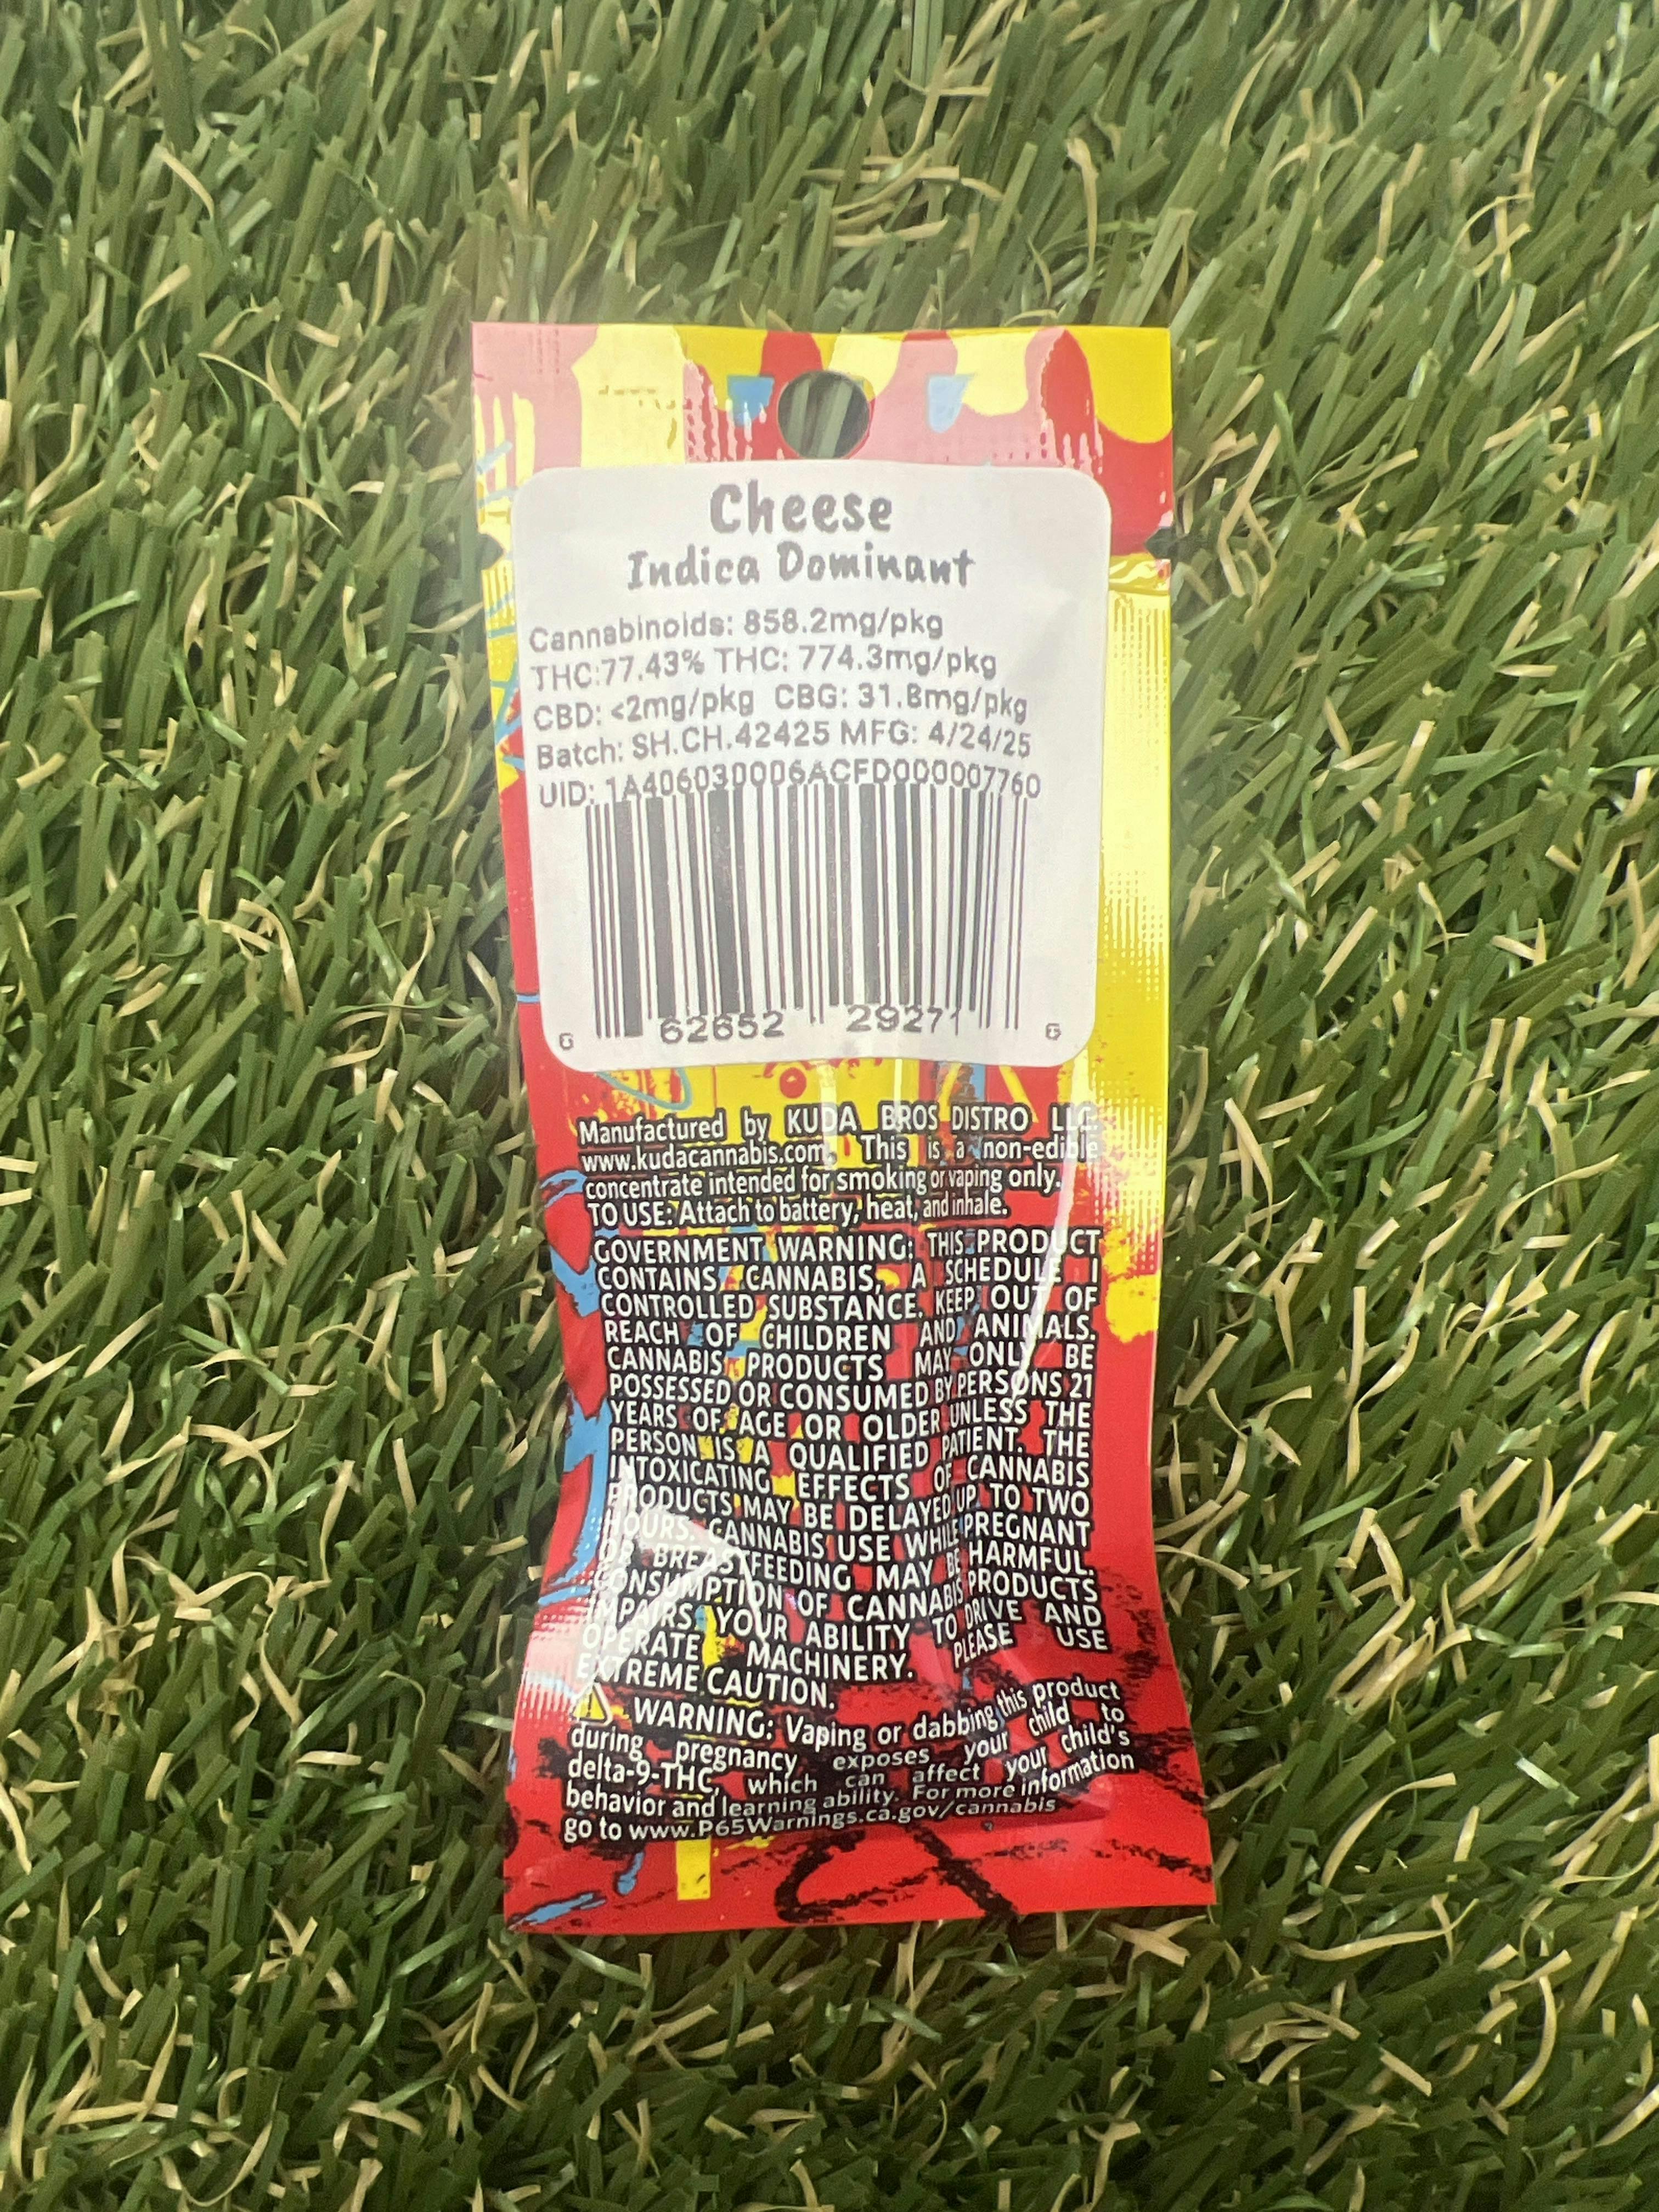 Cheese
Indica Dominant
Cannabinoids: 858.2mg/pkg
THC:77.43% THC: 774.3mg/pkg
CBD: <2mg/pkg CBG: 31.8mg/pkg
Batch: SH.CH.42425 MFG: 4/24/25
UID: 1A406030006ACFD000007760
6 62652 29271 6
Manufactured by KUDA BROS DISTRO LLC.
www.kudacannabis.com. This is a non-edible
concentrate intended for smoking or vaping only.
TO USE: Attach to battery, heat, and inhale.
GOVERNMENT WARNING: THIS PRODUCT
CONTAINS CANNABIS, A SCHEDULE I
CONTROLLED SUBSTANCE. KEEP OUT OF
REACH OF CHILDREN AND ANIMALS.
CANNABIS PRODUCTS MAY ONLY BE
POSSESSED OR CONSUMED BY PERSONS 21
YEARS OF AGE OR OLDER UNLESS THE
PERSON IS A QUALIFIED PATIENT. THE
INTOXICATING EFFECTS OF CANNABIS
PRODUCTS MAY BE DELAYED UP TO TWO
HOURS. CANNABIS USE WHILE PREGNANT
OR BREASTFEEDING MAY BE HARMFUL.
CONSUMPTION OF CANNABIS PRODUCTS
IMPAIRS YOUR ABILITY TO DRIVE AND
OPERATE MACHINERY. PLEASE USE
EXTREME CAUTION.
WARNING: Vaping or dabbing this product
during pregnancy exposes your child to
delta-9-THC, which can affect your child's
behavior and learning ability. For more information
go to www.P65Warnings.ca.gov/cannabis